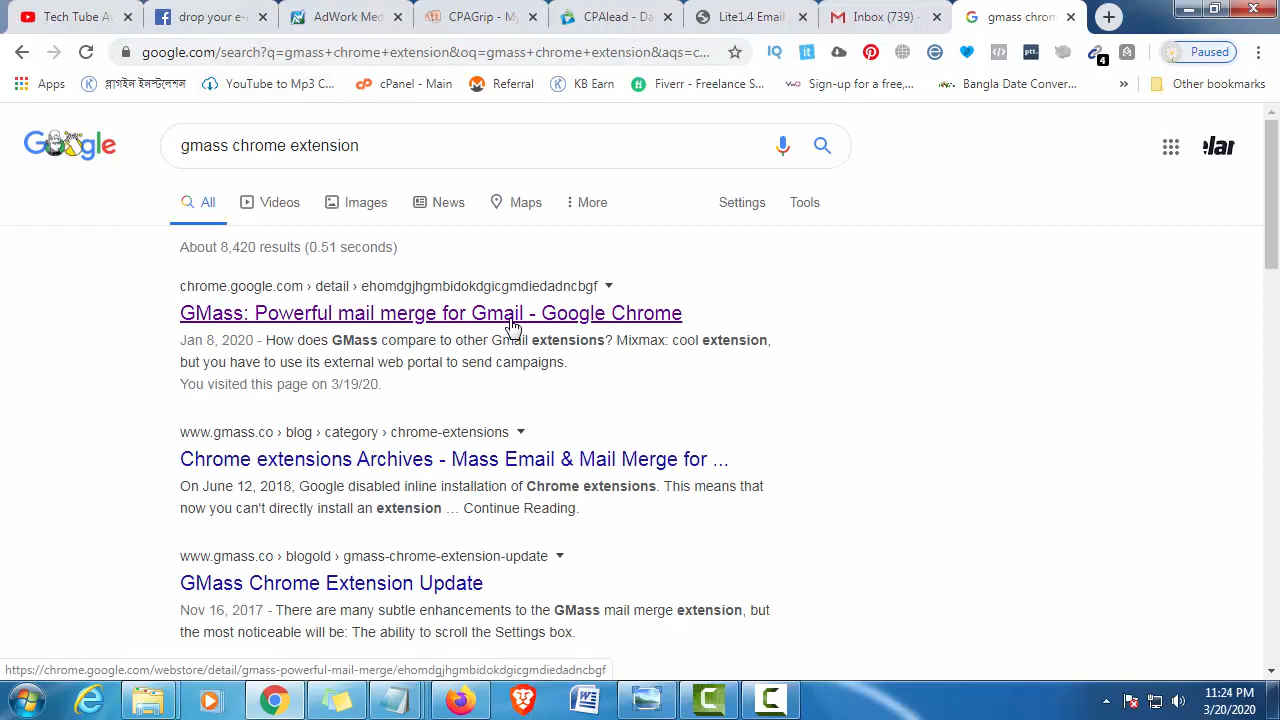 Tech Tube Av
drop your e-
AdWork Med
CPAGrip - My
CPAlead - Da
lite1.4 Email
Inbox (739) -
gmass chrom
google.com/search?q=gmass+chrome+extension&oq=gmass+chrome+extension&aqs=c...
4
Paused
Apps
প্লাগইন ইনস্টলেশন
YouTube to Mp3 C...
cPanel - Main
Referral
KB Earn
Fiverr - Freelance S...
Sign-up for a free,...
Bangla Date Conver...
»
Other bookmarks
Google
gmass chrome extension
All
Videos
Images
News
Maps
More
Settings
Tools
About 8,420 results (0.51 seconds)
chrome.google.com › detail › ehomdgjhgmbidokdgicgmdiedadncbgf
GMass: Powerful mail merge for Gmail - Google Chrome
Jan 8, 2020 - How does GMass compare to other Gmail extensions? Mixmax: cool extension,
but you have to use its external web portal to send campaigns.
You visited this page on 3/19/20.
www.gmass.co › blog › category › chrome-extensions
Chrome extensions Archives - Mass Email & Mail Merge for ...
On June 12, 2018, Google disabled inline installation of Chrome extensions. This means that
now you can't directly install an extension … Continue Reading.
www.gmass.co › blogold › gmass-chrome-extension-update
GMass Chrome Extension Update
Nov 16, 2017 - There are many subtle enhancements to the GMass mail merge extension, but
the most noticeable will be: The ability to scroll the Settings box.
https://chrome.google.com/webstore/detail/gmass-powerful-mail-merge/ehomdgjhgmbidokdgicgmdiedadncbgf
11:24 PM
3/20/2020